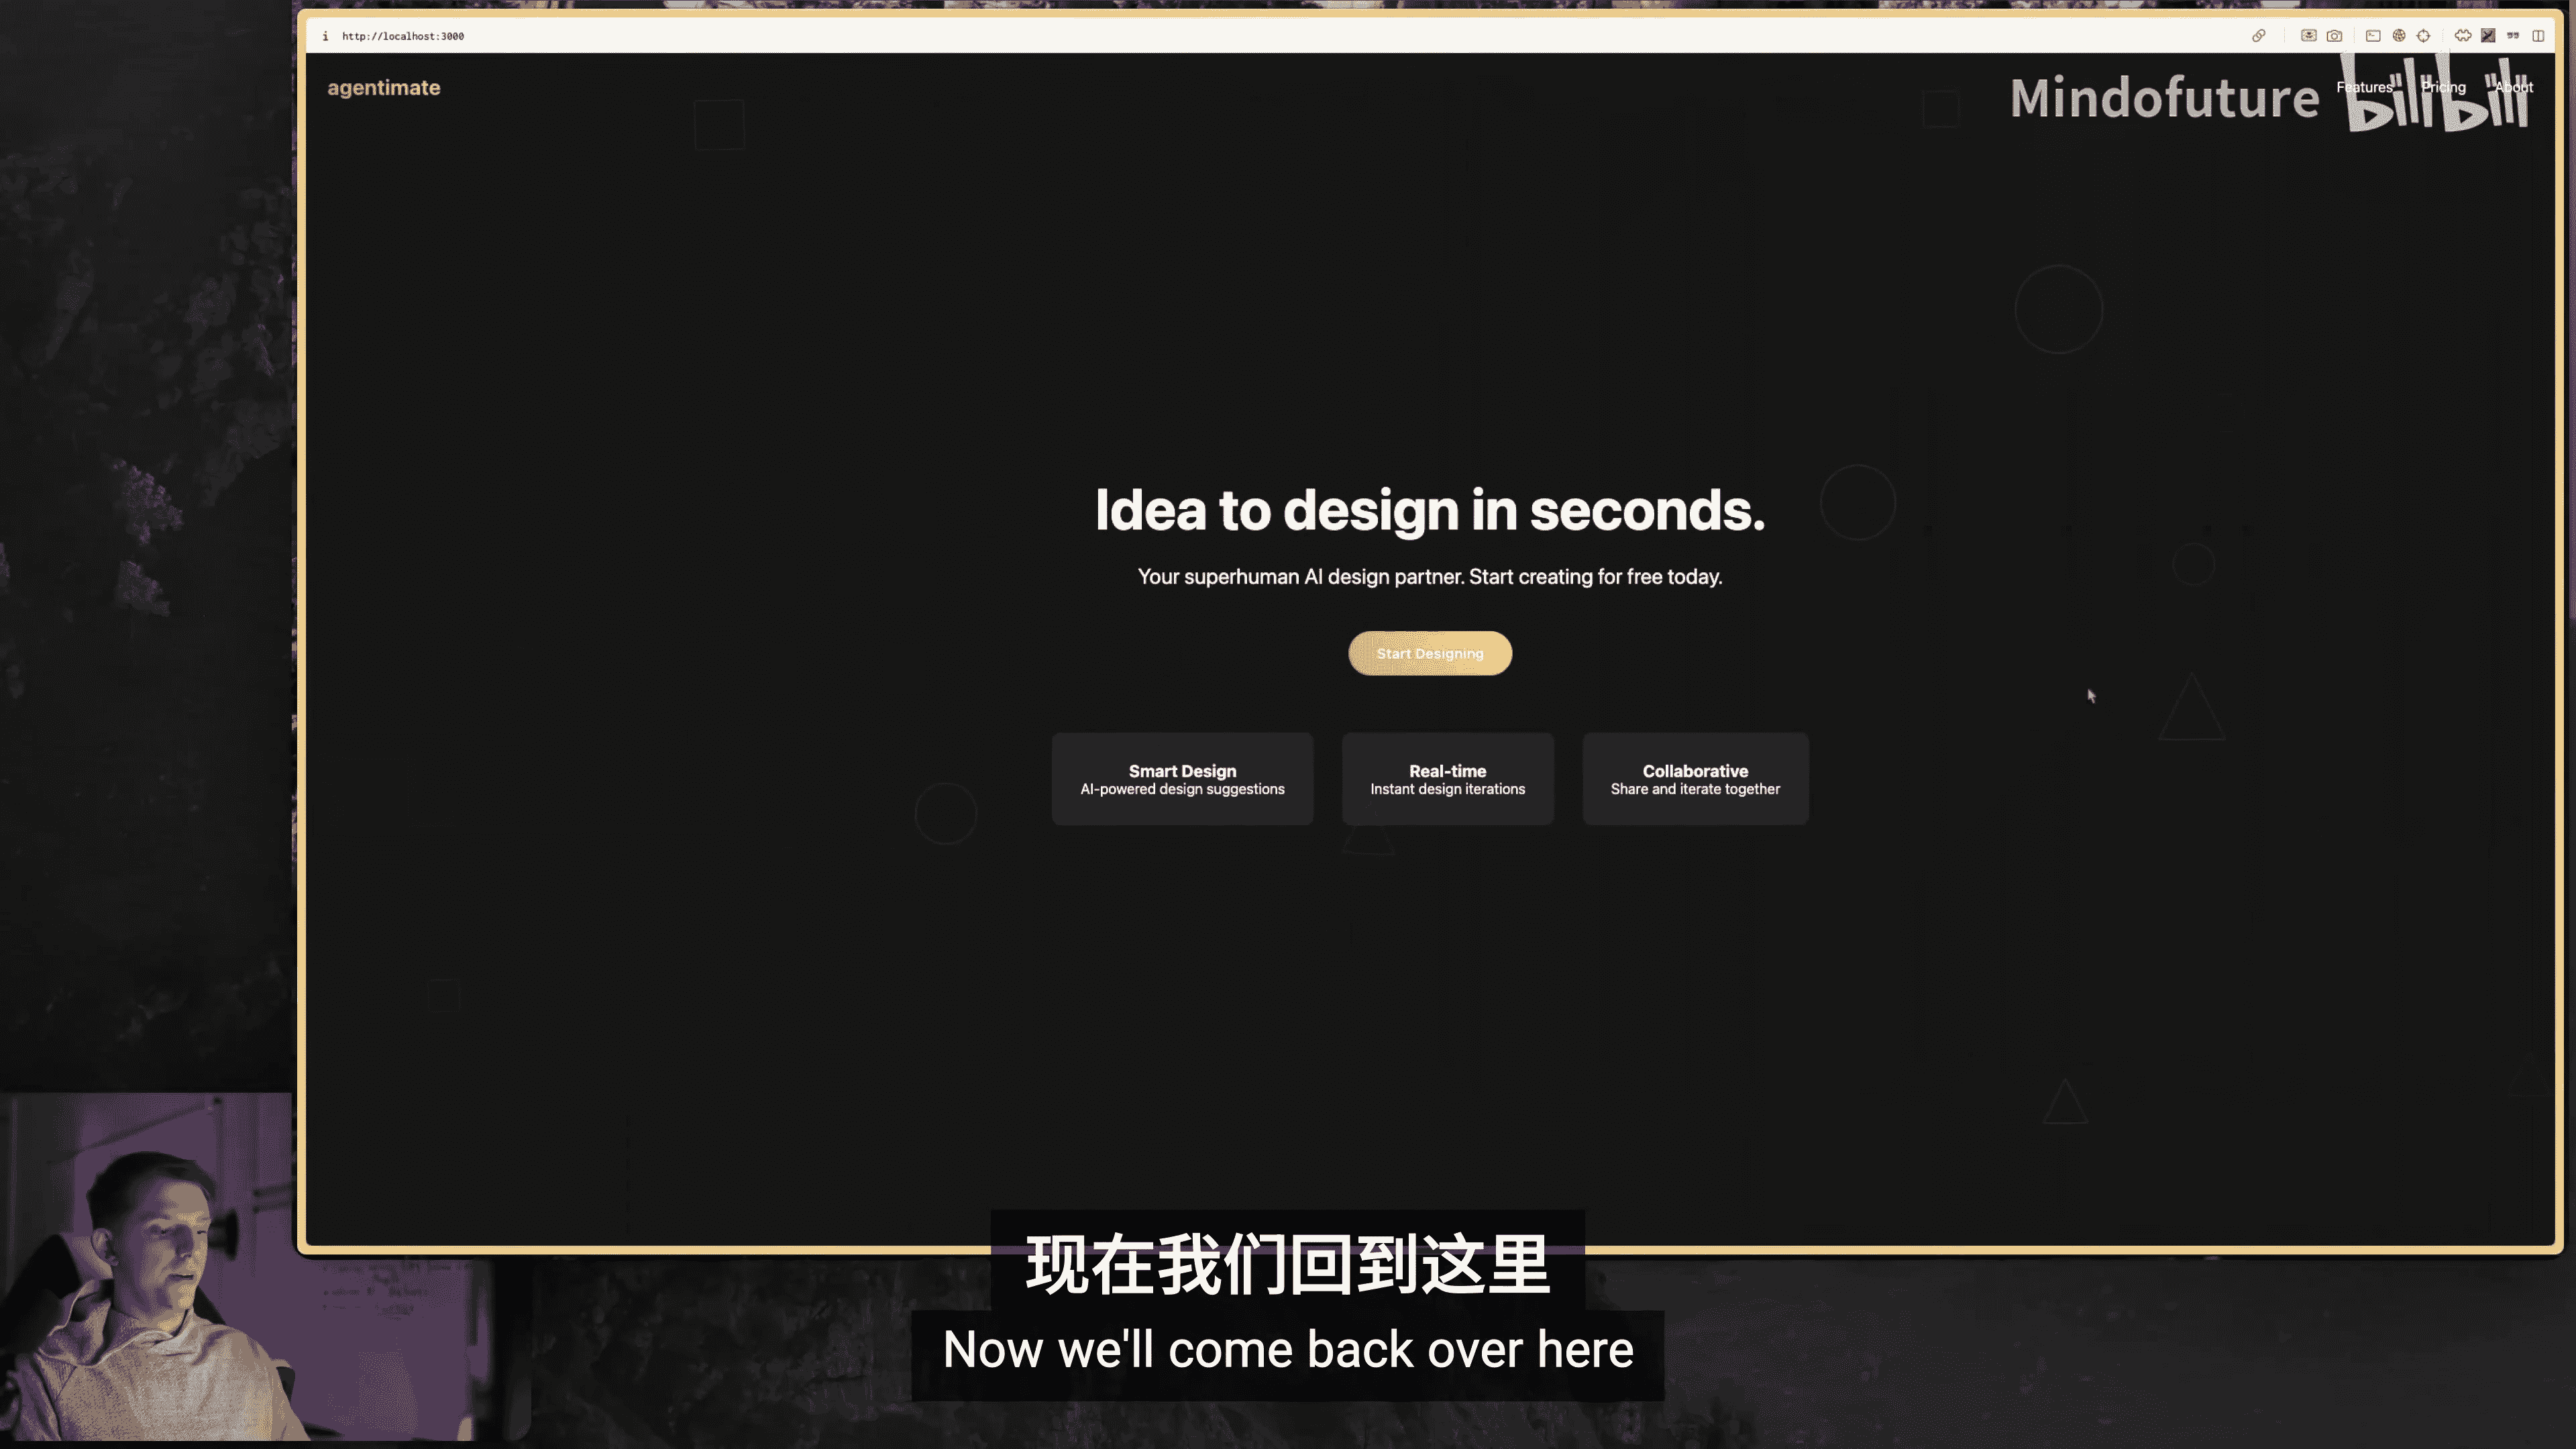 http://localhost:3000
agentimate
Mindofuture
bilibili
Features
Pricing
About
Idea to design in seconds.
Your superhuman AI design partner. Start creating for free today.
Start Designing
Smart Design
AI-powered design suggestions
Real-time
Instant design iterations
Collaborative
Share and iterate together
现在我们回到这里
Now we'll come back over here